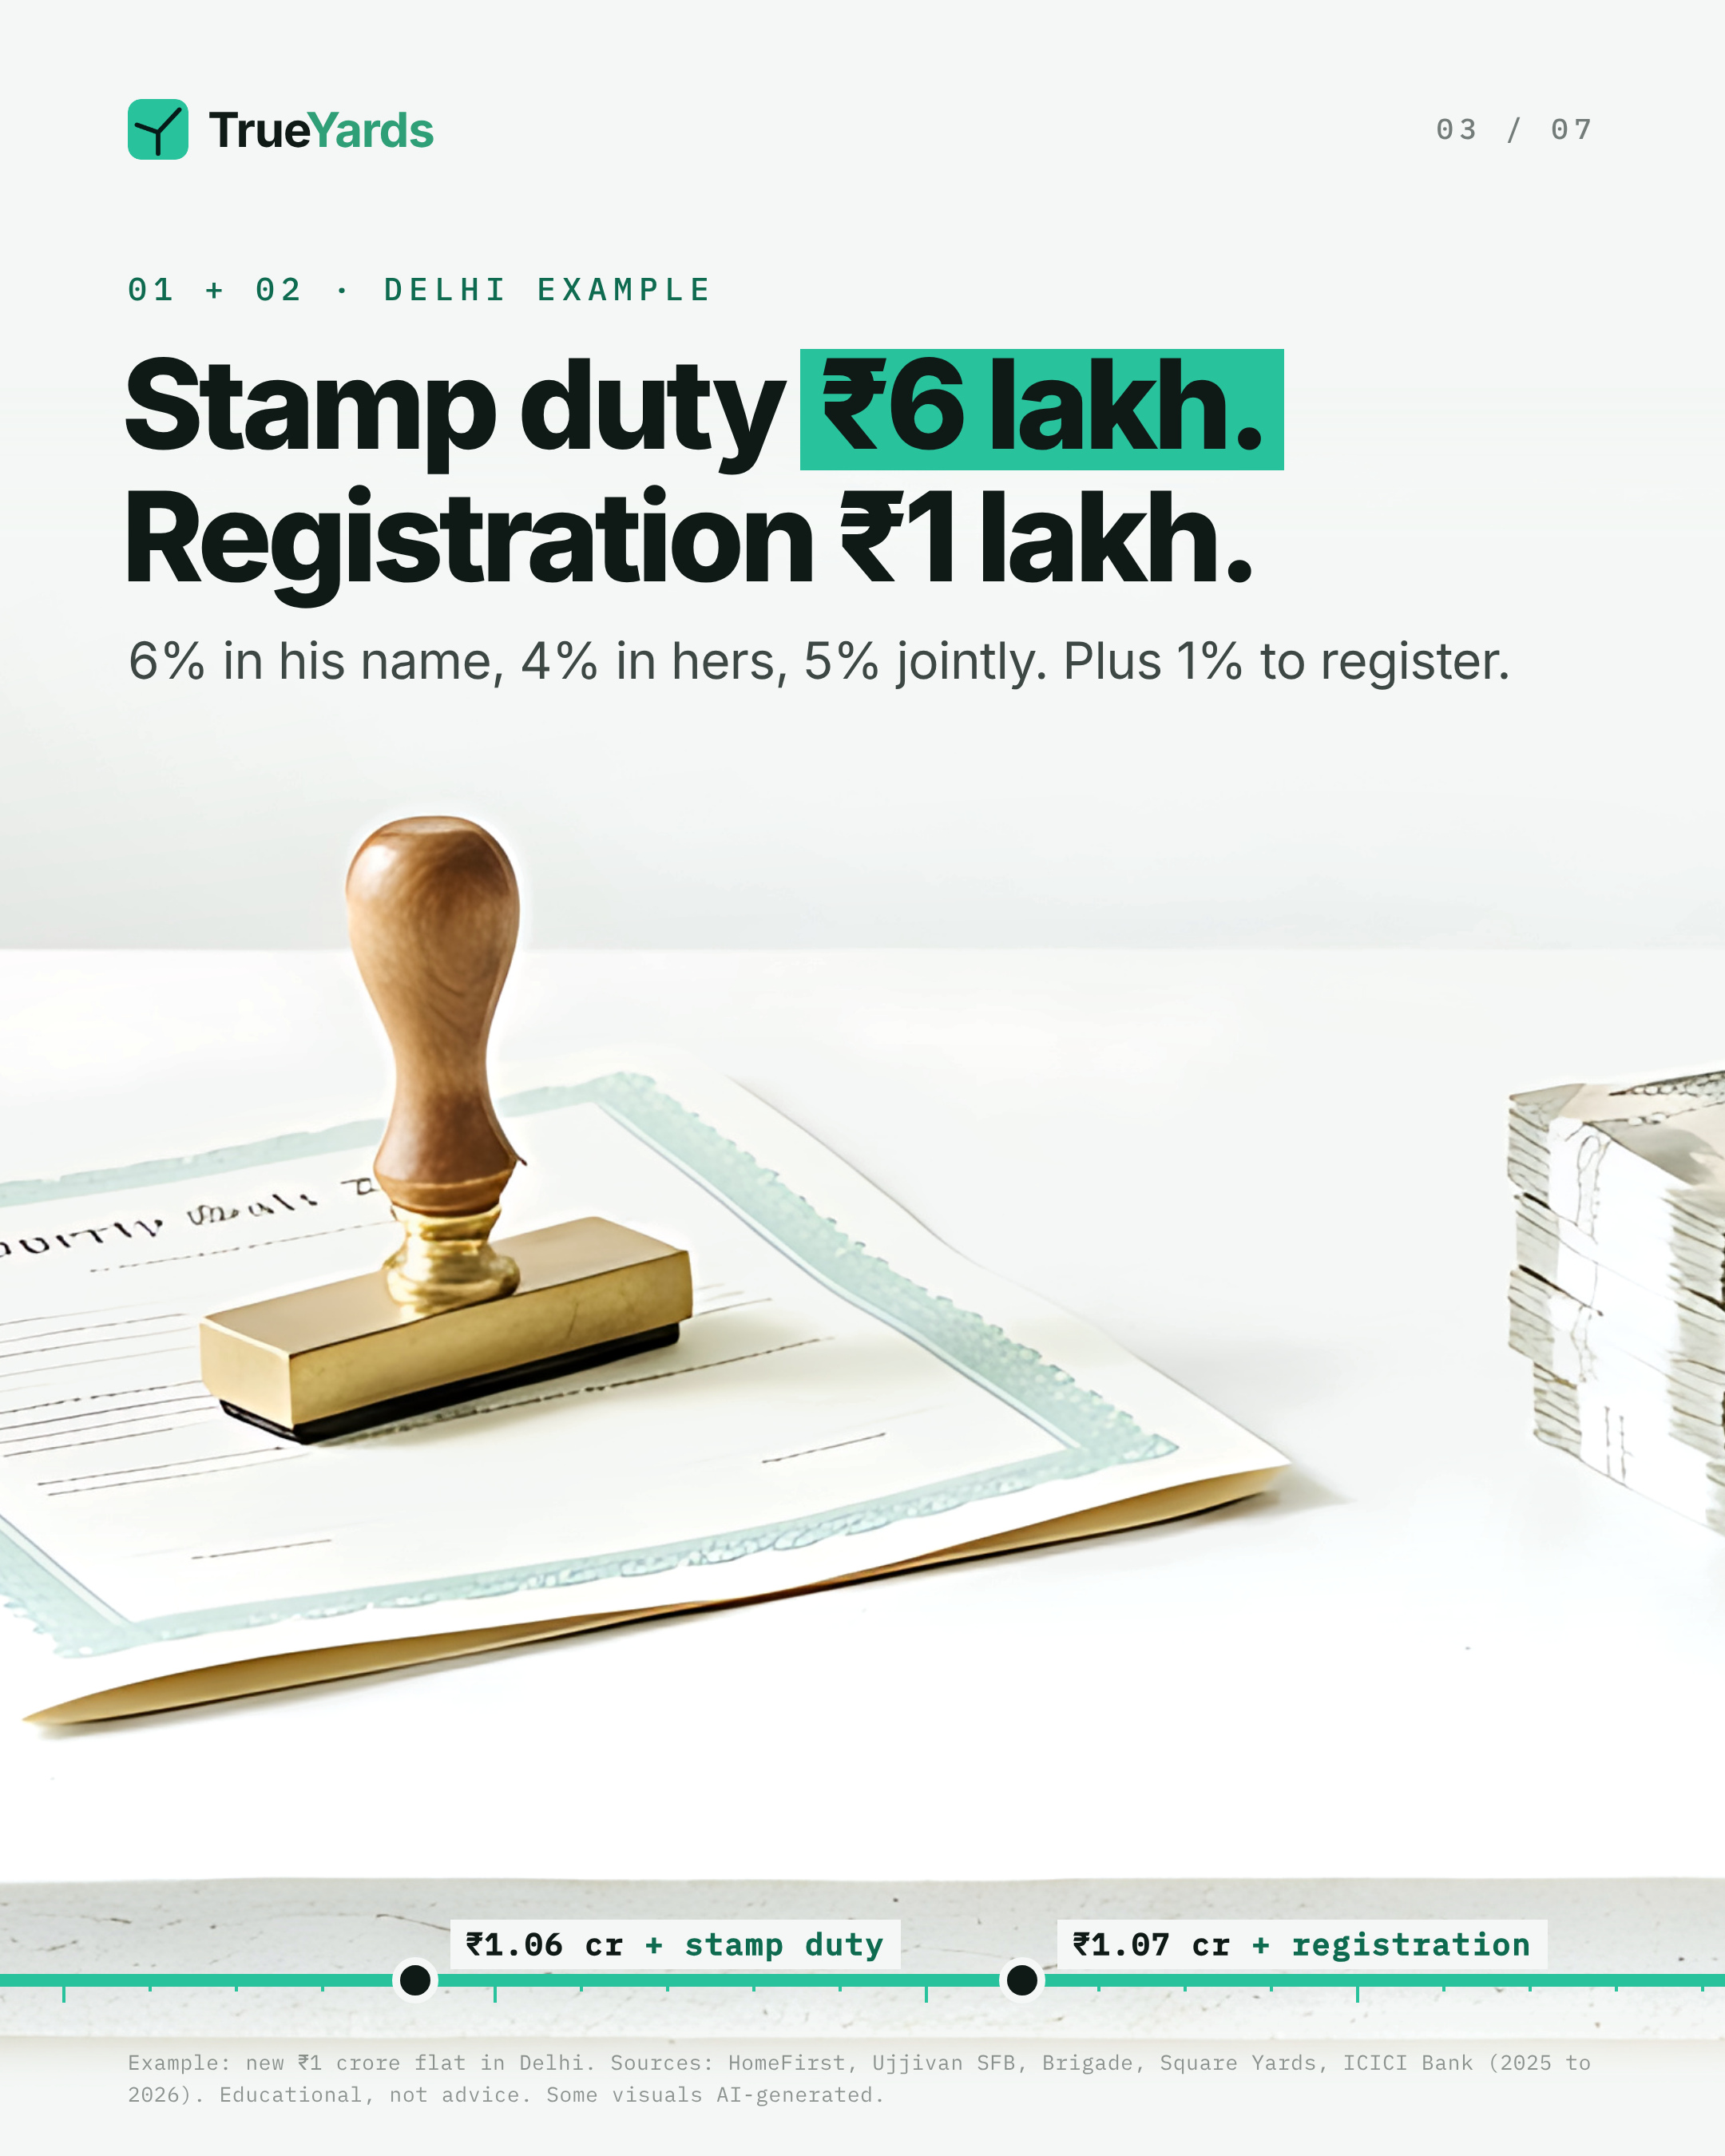 TrueYards
03 / 07
01 + 02 · DELHI EXAMPLE
Stamp duty ₹6 lakh.
Registration ₹1 lakh.
6% in his name, 4% in hers, 5% jointly. Plus 1% to register.
₹1.06 cr + stamp duty
₹1.07 cr + registration
Example: new ₹1 crore flat in Delhi. Sources: HomeFirst, Ujjivan SFB, Brigade, Square Yards, ICICI Bank (2025 to
2026). Educational, not advice. Some visuals AI-generated.